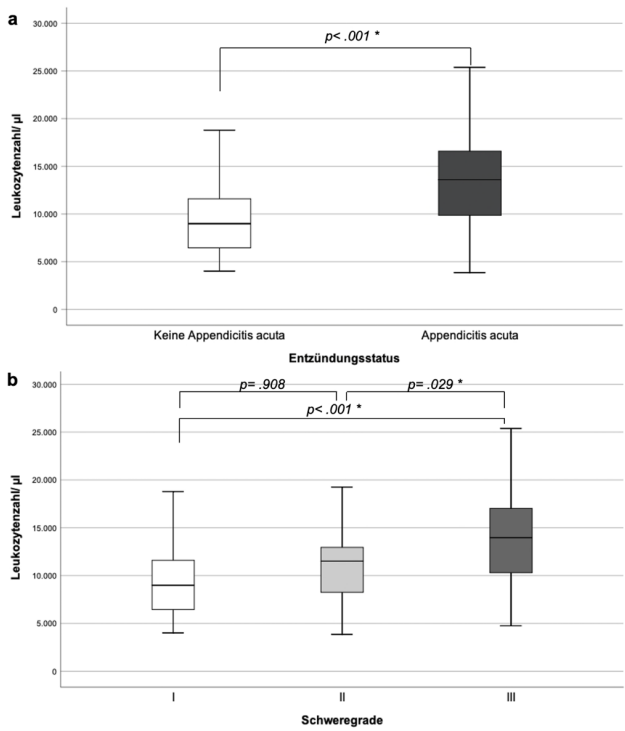 a
30.000
p< .001 *
25.000
20.000
15.000
10.000
5.000
0
Leukozytenzahl/ µl
Keine Appendicitis acuta
Appendicitis acuta
Entzündungsstatus
b
30.000
p= .908
p= .029 *
p< .001 *
25.000
20.000
15.000
10.000
5.000
0
Leukozytenzahl/ µl
I
II
III
Schweregrade